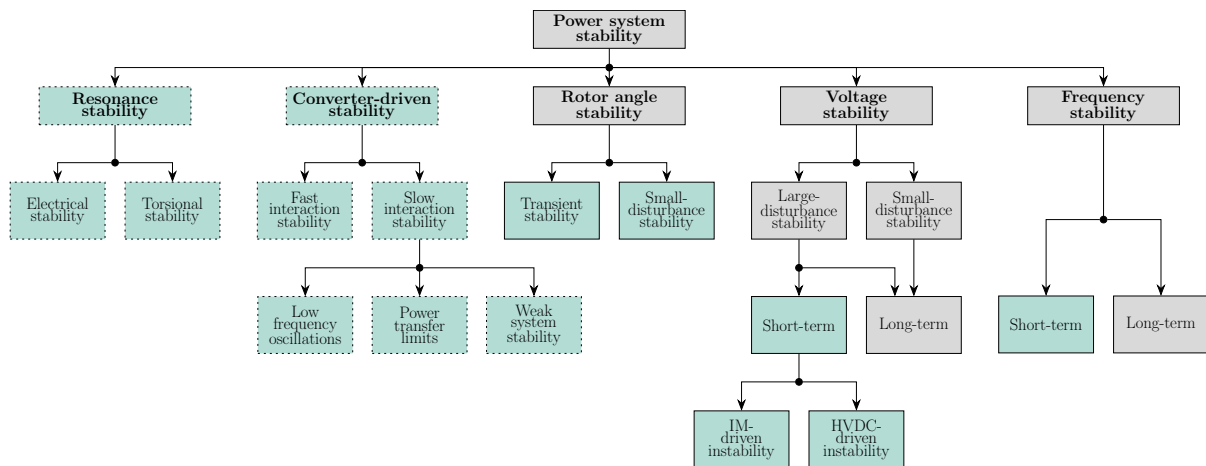 Power system
stability
Resonance
stability
Converter-driven
stability
Rotor angle
stability
Voltage
stability
Frequency
stability
Electrical
stability
Torsional
stability
Fast
interaction
stability
Slow
interaction
stability
Transient
stability
Small-
disturbance
stability
Large-
disturbance
stability
Small-
disturbance
stability
Low
frequency
oscillations
Power
transfer
limits
Weak
system
stability
Short-term
Long-term
Short-term
Long-term
IM-
driven
instability
HVDC-
driven
instability